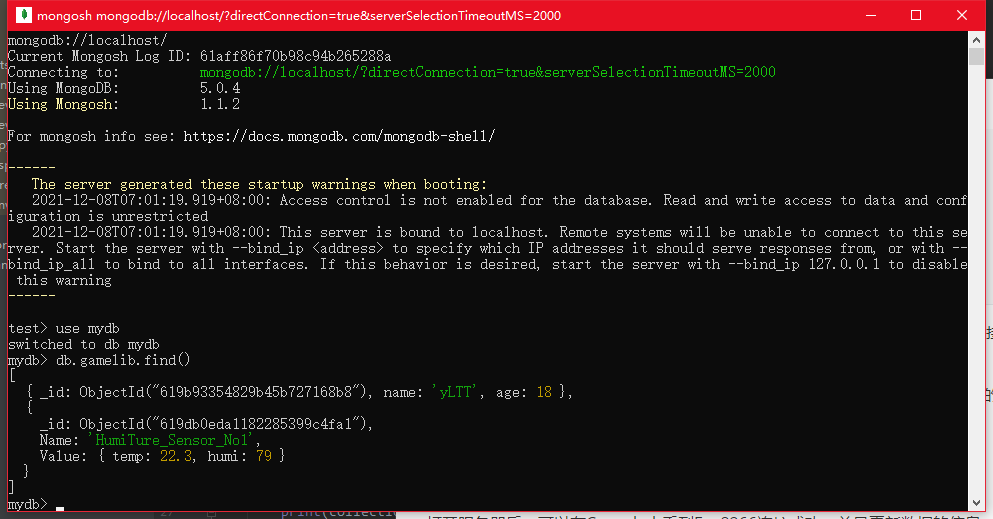 mongosh mongodb://localhost/?directConnection=true&serverSelectionTimeoutMS=2000
mongodb://localhost/
Current Mongosh Log ID: 61aff86f70b98c94b265288a
Connecting to: mongodb://localhost/?directConnection=true&serverSelectionTimeoutMS=2000
Using MongoDB: 5.0.4
Using Mongosh: 1.1.2
For mongosh info see: https://docs.mongodb.com/mongodb-shell/
------
The server generated these startup warnings when booting:
2021-12-08T07:01:19.919+08:00: Access control is not enabled for the database. Read and write access to data and conf
iguration is unrestricted
2021-12-08T07:01:19.919+08:00: This server is bound to localhost. Remote systems will be unable to connect to this se
rver. Start the server with --bind_ip <address> to specify which IP addresses it should serve responses from, or with --
bind_ip_all to bind to all interfaces. If this behavior is desired, start the server with --bind_ip 127.0.0.1 to disable
this warning
------
test> use mydb
switched to db mydb
mydb> db.gamelib.find()
[
{ _id: ObjectId("619b93354829b45b727168b8"), name: 'yLTT', age: 18 },
{
_id: ObjectId("619db0eda1182285399c4fa1"),
Name: 'HumiTure_Sensor_No1',
Value: { temp: 22.3, humi: 79 }
}
]
mydb>